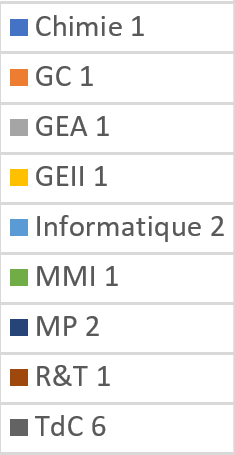 Chimie 1
GC 1
GEA 1
GEII 1
Informatique 2
MMI 1
MP 2
R&T 1
TdC 6